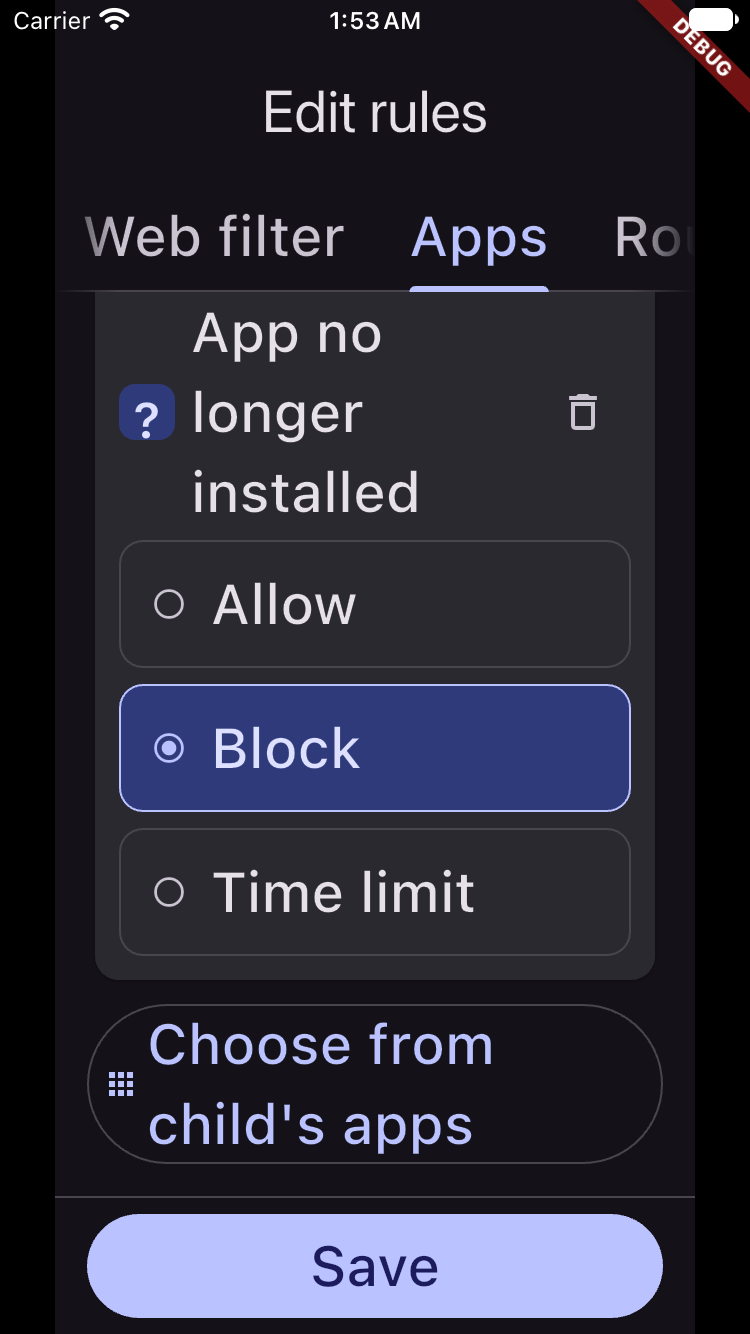 Carrier 1:53 AM
DEBUG
Edit rules
Web filter Apps Rou
App no
longer
installed
?
Allow
Block
Time limit
Choose from
child's apps
Save